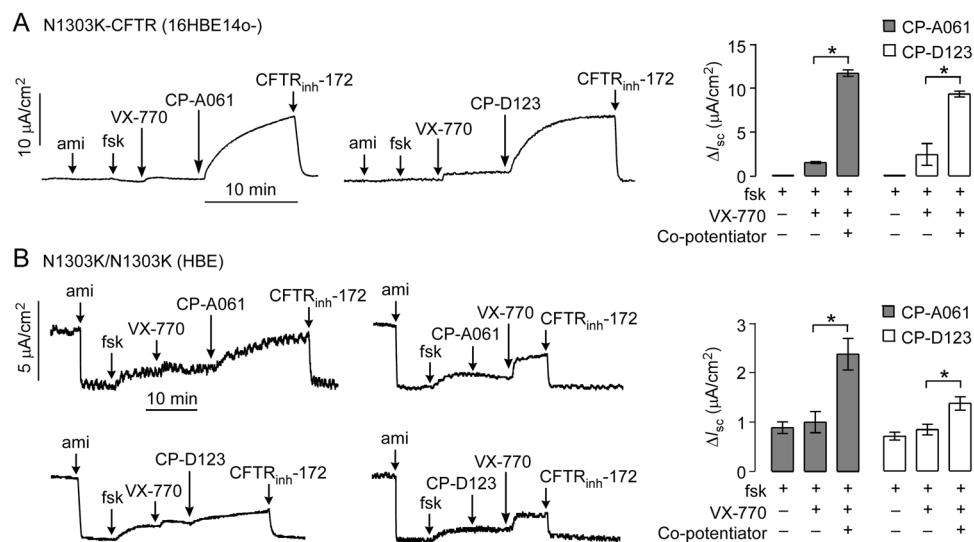 A N1303K-CFTR (16HBE14o-)
10 µA/cm2
ami
fsk
VX-770
CP-A061
CFTRinh-172
10 min
ami
fsk
VX-770
CP-D123
CFTRinh-172
CP-A061
CP-D123
ΔIsc (µA/cm2)
15
10
5
0
*
*
fsk + + + + + +
VX-770 – + + – + +
Co-potentiator – – + – – +
B N1303K/N1303K (HBE)
5 µA/cm2
ami
fsk
VX-770
CP-A061
CFTRinh-172
10 min
ami
fsk
CP-A061
VX-770
CFTRinh-172
ami
fsk
VX-770
CP-D123
CFTRinh-172
ami
fsk
CP-D123
VX-770
CFTRinh-172
CP-A061
CP-D123
ΔIsc (µA/cm2)
3
2
1
0
*
*
fsk + + + + + +
VX-770 – + + – + +
Co-potentiator – – + – – +